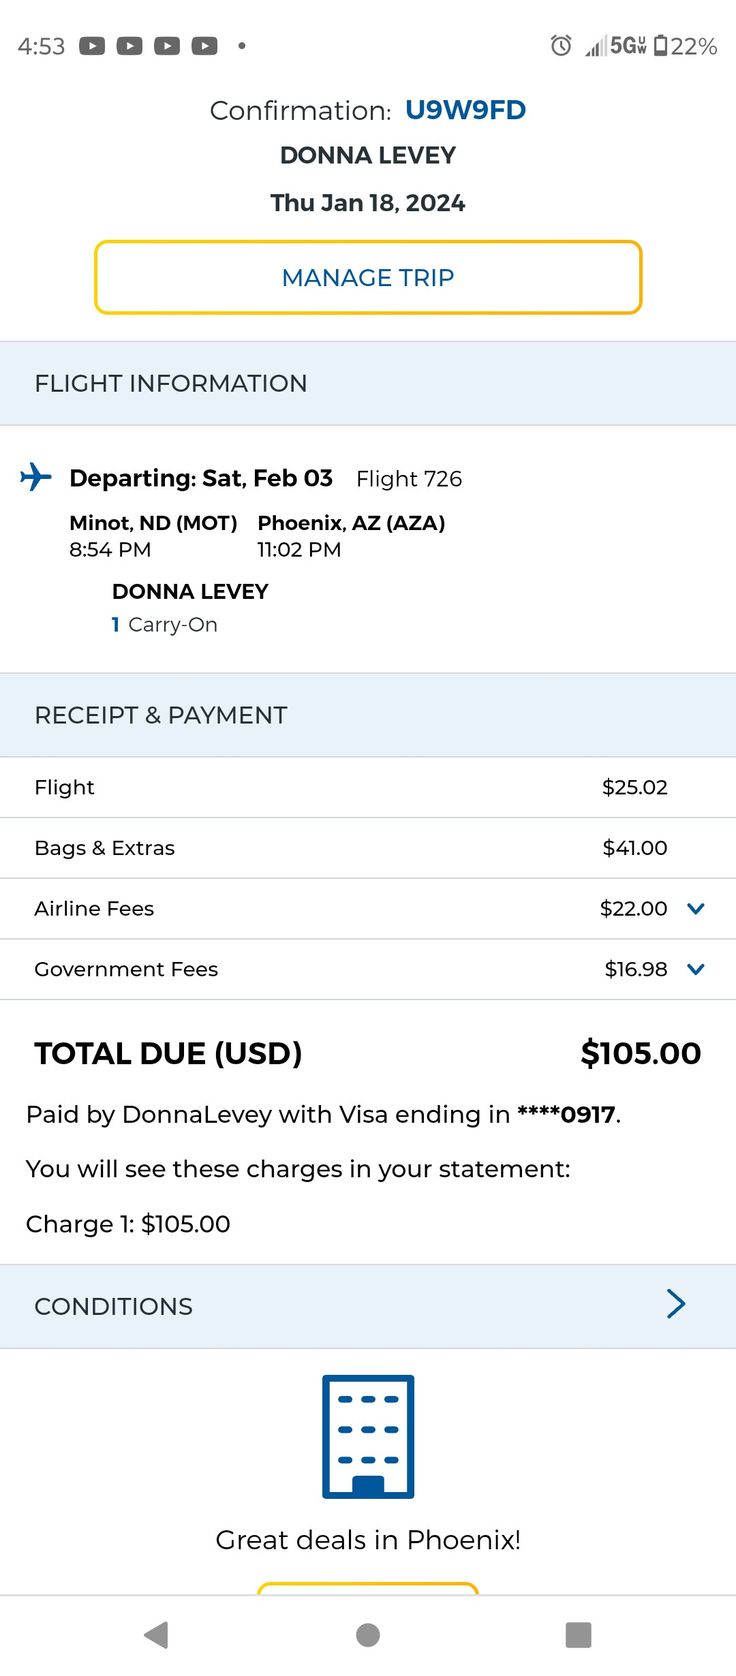 4:53
5G UW 22%
Confirmation: U9W9FD
DONNA LEVEY
Thu Jan 18, 2024
MANAGE TRIP
FLIGHT INFORMATION
Departing: Sat, Feb 03 Flight 726
Minot, ND (MOT) Phoenix, AZ (AZA)
8:54 PM 11:02 PM
DONNA LEVEY
1 Carry-On
RECEIPT & PAYMENT
Flight $25.02
Bags & Extras $41.00
Airline Fees $22.00
Government Fees $16.98
TOTAL DUE (USD) $105.00
Paid by DonnaLevey with Visa ending in ****0917.
You will see these charges in your statement:
Charge 1: $105.00
CONDITIONS
Great deals in Phoenix!